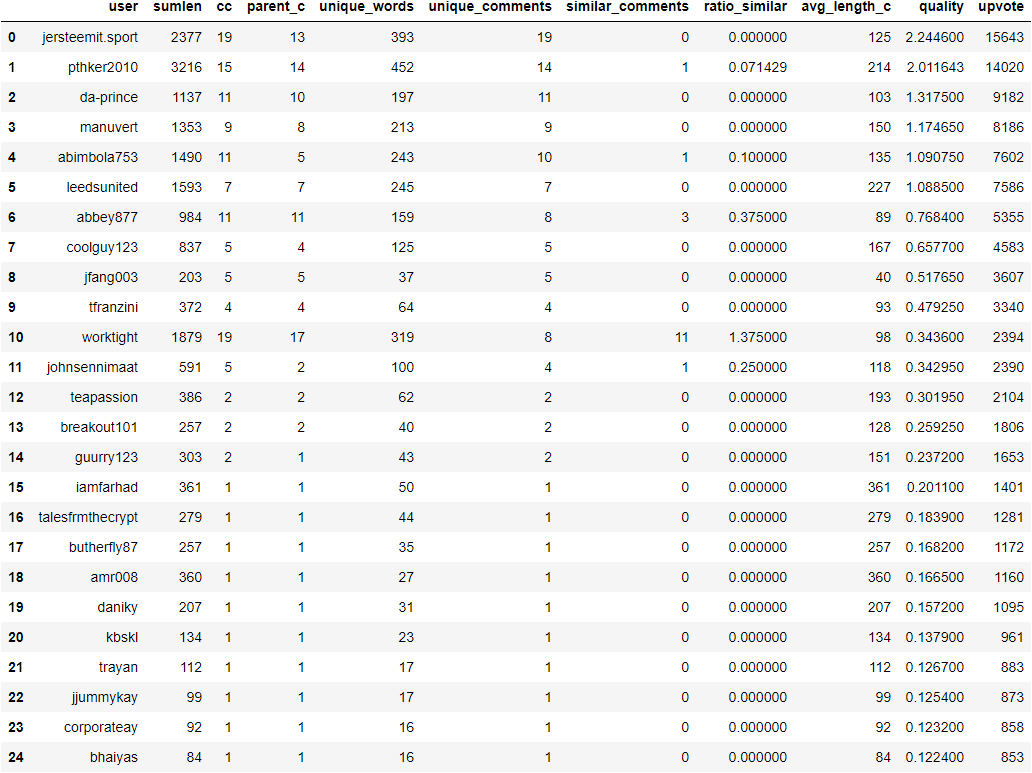 user sumlen cc parent_c unique_words unique_comments similar_comments ratio_similar avg_length_c quality upvote
0 jersteemit.sport 2377 19 13 393 19 0 0.000000 125 2.244600 15643
1 pthker2010 3216 15 14 452 14 1 0.071429 214 2.011643 14020
2 da-prince 1137 11 10 197 11 0 0.000000 103 1.317500 9182
3 manuvert 1353 9 8 213 9 0 0.000000 150 1.174650 8186
4 abimbola753 1490 11 5 243 10 1 0.100000 135 1.090750 7602
5 leedsunited 1593 7 7 245 7 0 0.000000 227 1.088500 7586
6 abbey877 984 11 11 159 8 3 0.375000 89 0.768400 5355
7 coolguy123 837 5 4 125 5 0 0.000000 167 0.657700 4583
8 jfang003 203 5 5 37 5 0 0.000000 40 0.517650 3607
9 tfranzini 372 4 4 64 4 0 0.000000 93 0.479250 3340
10 worktight 1879 19 17 319 8 11 1.375000 98 0.343600 2394
11 johnsennimaat 591 5 2 100 4 1 0.250000 118 0.342950 2390
12 teapassion 386 2 2 62 2 0 0.000000 193 0.301950 2104
13 breakout101 257 2 2 40 2 0 0.000000 128 0.259250 1806
14 guurry123 303 2 1 43 2 0 0.000000 151 0.237200 1653
15 iamfarhad 361 1 1 50 1 0 0.000000 361 0.201100 1401
16 talesfrmthecrypt 279 1 1 44 1 0 0.000000 279 0.183900 1281
17 butherfly87 257 1 1 35 1 0 0.000000 257 0.168200 1172
18 amr008 360 1 1 27 1 0 0.000000 360 0.166500 1160
19 daniky 207 1 1 31 1 0 0.000000 207 0.157200 1095
20 kbskl 134 1 1 23 1 0 0.000000 134 0.137900 961
21 trayan 112 1 1 17 1 0 0.000000 112 0.126700 883
22 jjummykay 99 1 1 17 1 0 0.000000 99 0.125400 873
23 corporateay 92 1 1 16 1 0 0.000000 92 0.123200 858
24 bhaiyas 84 1 1 16 1 0 0.000000 84 0.122400 853